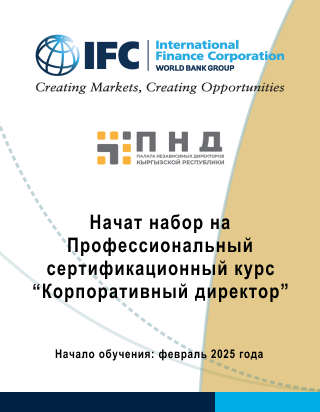 IFC
International
Finance Corporation
WORLD BANK GROUP
Creating Markets, Creating Opportunities
ПНД
ПАЛАТА НЕЗАВИСИМЫХ ДИРЕКТОРОВ
КЫРГЫЗСКОЙ РЕСПУБЛИКИ
Начат набор на
Профессиональный
сертификационный курс
“Корпоративный директор”
Начало обучения: февраль 2025 года